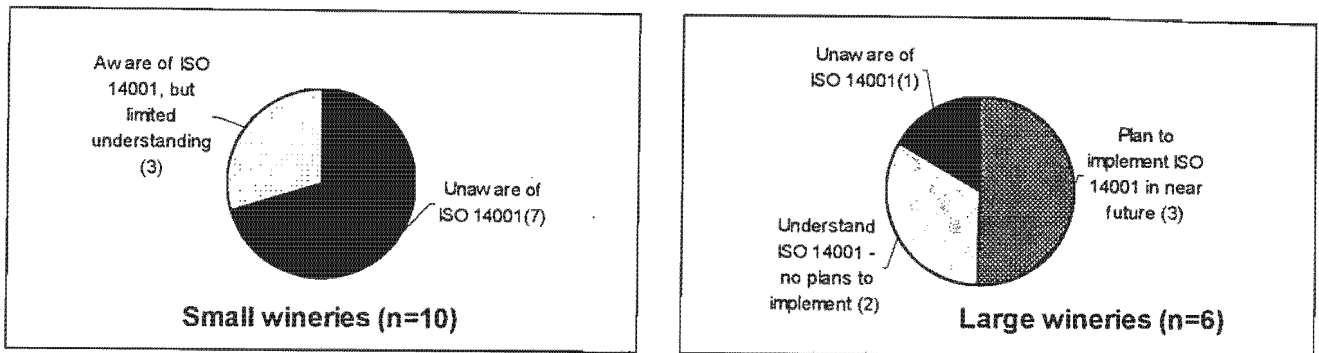 Aware of ISO
14001, but
limited
understanding
(3)
Unaware of
ISO 14001(7)
Small wineries (n=10)
Unaware of
ISO 14001(1)
Plan to
implement ISO
14001 in near
future (3)
Understand
ISO 14001 -
no plans to
implement (2)
Large wineries (n=6)